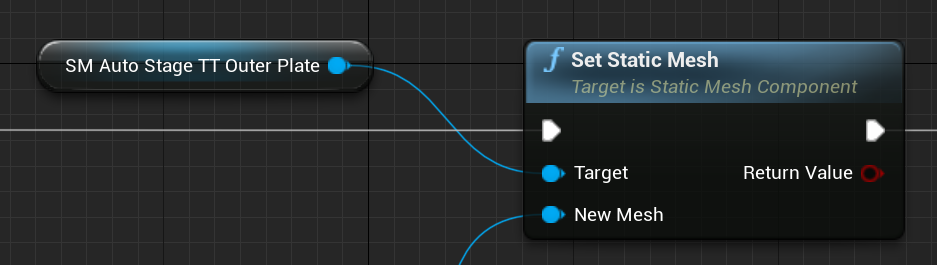 SM Auto Stage TT Outer Plate
f Set Static Mesh
Target is Static Mesh Component
Target
Return Value
New Mesh